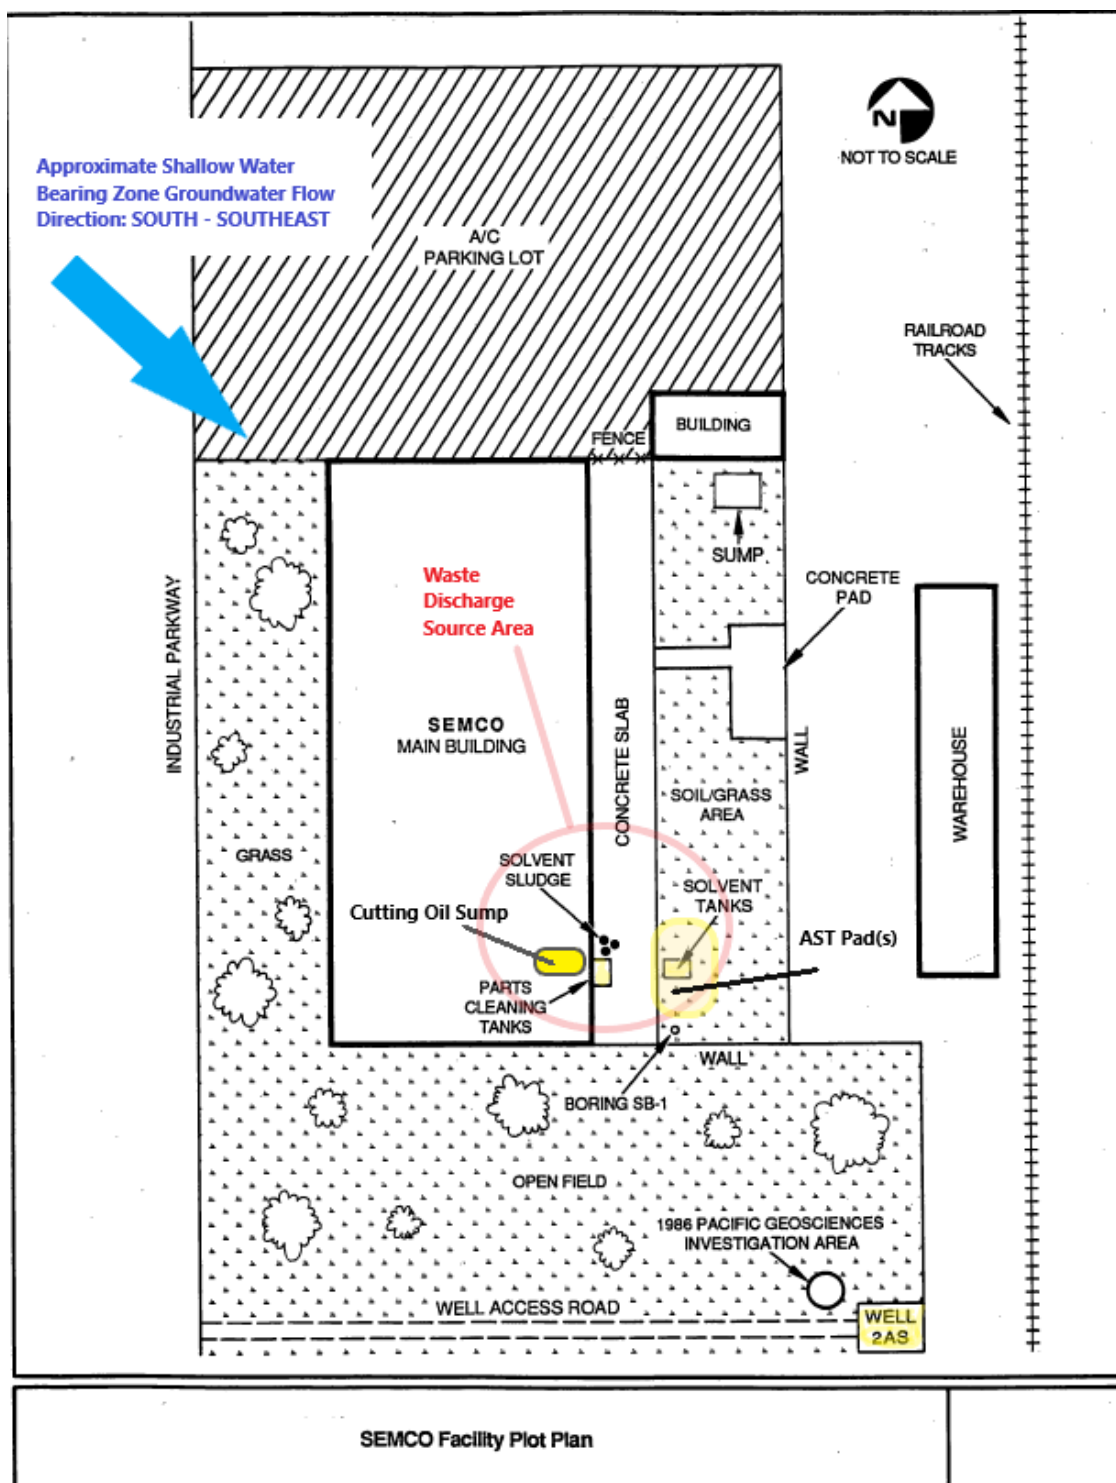 N
NOT TO SCALE
Approximate Shallow Water
Bearing Zone Groundwater Flow
Direction: SOUTH - SOUTHEAST
A/C
PARKING LOT
RAILROAD
TRACKS
BUILDING
FENCE
SUMP
CONCRETE
PAD
Waste
Discharge
Source Area
INDUSTRIAL PARKWAY
SEMCO
MAIN BUILDING
CONCRETE SLAB
WALL
WAREHOUSE
SOIL/GRASS
AREA
GRASS
SOLVENT
SLUDGE
SOLVENT
TANKS
Cutting Oil Sump
AST Pad(s)
PARTS
CLEANING
TANKS
WALL
BORING SB-1
OPEN FIELD
1986 PACIFIC GEOSCIENCES
INVESTIGATION AREA
WELL ACCESS ROAD
WELL
2AS
SEMCO Facility Plot Plan